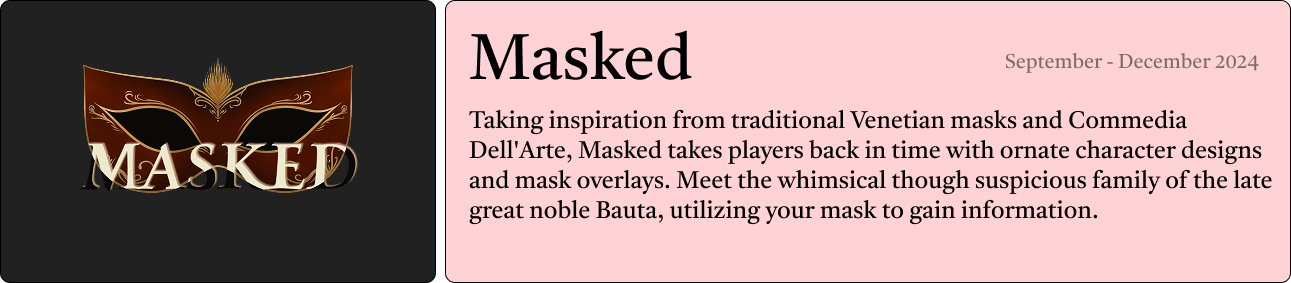 MASKED
Masked
September - December 2024
Taking inspiration from traditional Venetian masks and Commedia
Dell'Arte, Masked takes players back in time with ornate character designs
and mask overlays. Meet the whimsical though suspicious family of the late
great noble Bauta, utilizing your mask to gain information.